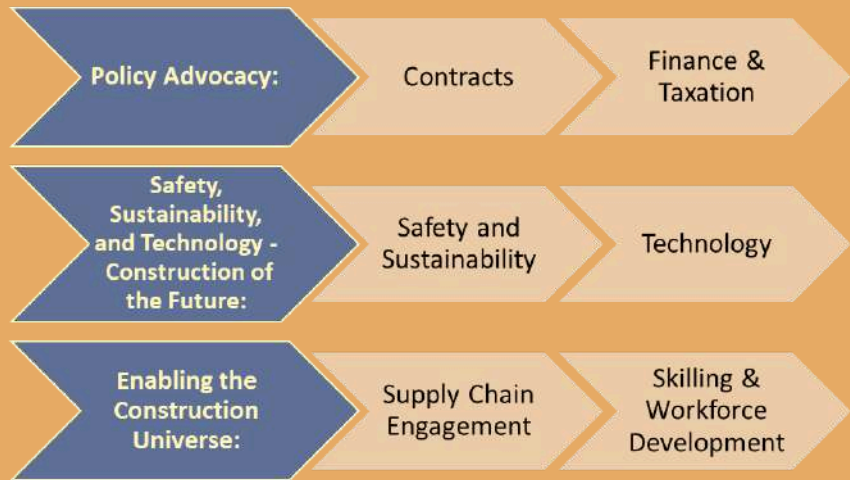 Policy Advocacy:
Contracts
Finance &
Taxation
Safety,
Sustainability,
and Technology -
Construction of
the Future:
Safety and
Sustainability
Technology
Enabling the
Construction
Universe:
Supply Chain
Engagement
Skilling &
Workforce
Development